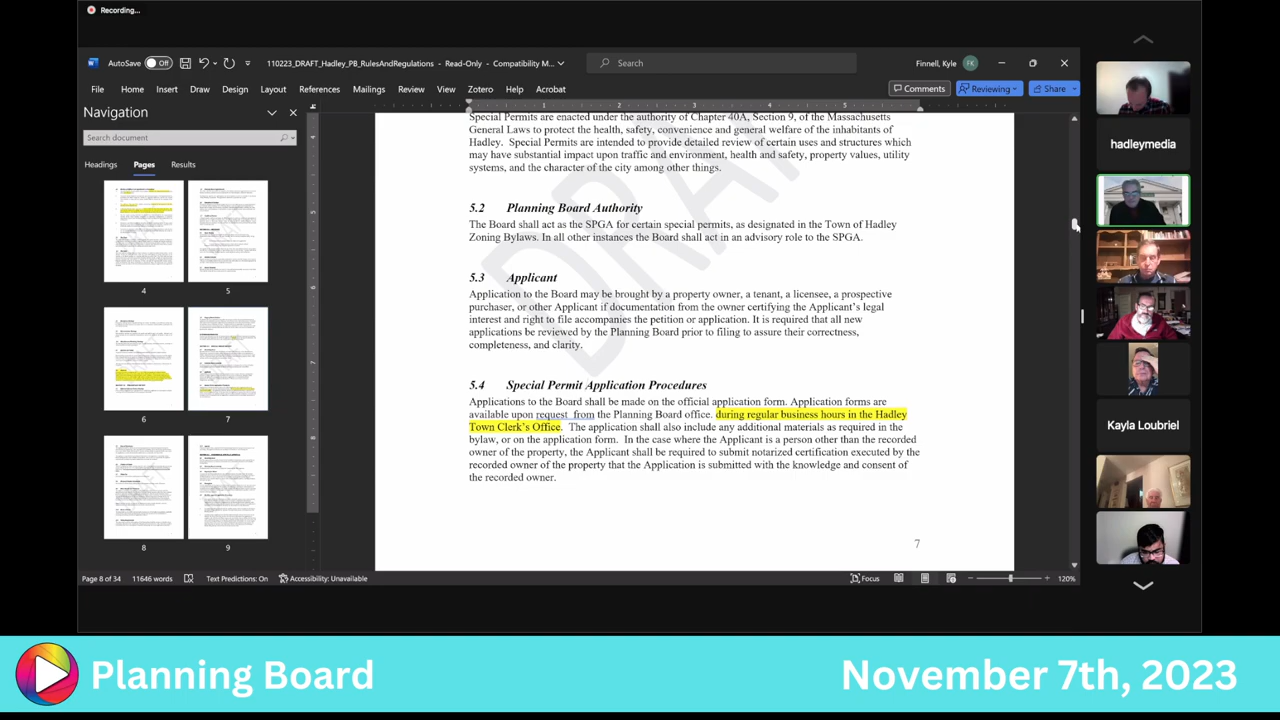 Recording...
AutoSave Off
110223_DRAFT_Hadley_PB_RulesAndRegulations - Read-Only - Compatibility M...
Search
Finnell, Kyle FK
File Home Insert Draw Design Layout References Mailings Review View Zotero Help Acrobat
Comments Reviewing Share
Navigation
Search document
Headings Pages Results
1 2 3 4 5
Special Permits are enacted under the authority of Chapter 40A, Section 9, of the Massachusetts
General Laws to protect the health, safety, convenience and general welfare of the inhabitants of
Hadley. Special Permits are intended to provide detailed review of certain uses and structures which
may have substantial impact upon traffic and environment, health and safety, property values, utility
systems, and the character of the city among other things.
5.2 Planning Board Authority
The Board shall act as the SPGA for certain special permits, as designated in the Town of Hadley
Zoning Bylaws. In all other instances the Board shall act in an advisory role to the SPGA.
5.3 Applicant
Application to the Board may be brought by a property owner, a tenant, a licensee, a prospective
purchaser, or other Applicant if documentation from the owner certifying the Applicant's legal
interest and right to file accompanies the petition or application. It is required that all new
applications be reviewed by the Planning Board prior to filing to assure their correctness,
completeness, and clarity.
5.4 Special Permit Application Procedures
Applications to the Board shall be made on the official application form. Application forms are
available upon request from the Planning Board office. during regular business hours in the Hadley
Town Clerk's Office. The application shall also include any additional materials as required in the
bylaw, or on the application form. In the case where the Applicant is a person other than the recorded
owner of the property, the Applicant shall be required to submit notarized certification executed by the
recorded owner of the property that the application is submitted with the knowledge and consent of
the recorded owner.
7
4 5
6 7
8 9
Page 8 of 34 11646 words Text Predictions: On Accessibility: Unavailable
Focus 120%
hadleymedia
Kayla Loubriel
Planning Board November 7th, 2023